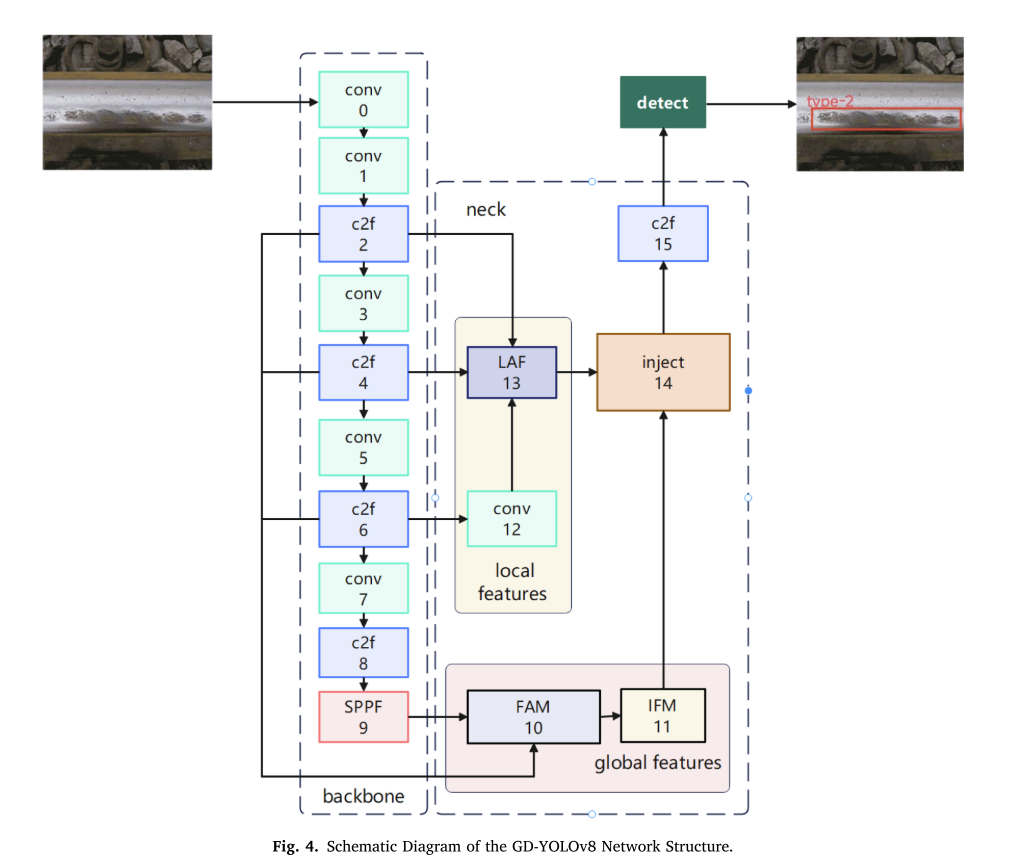 conv
0
conv
1
c2f
2
conv
3
c2f
4
conv
5
c2f
6
conv
7
c2f
8
SPPF
9
backbone
neck
LAF
13
conv
12
local
features
FAM
10
IFM
11
global features
inject
14
c2f
15
detect
type-2
Fig. 4. Schematic Diagram of the GD-YOLOv8 Network Structure.